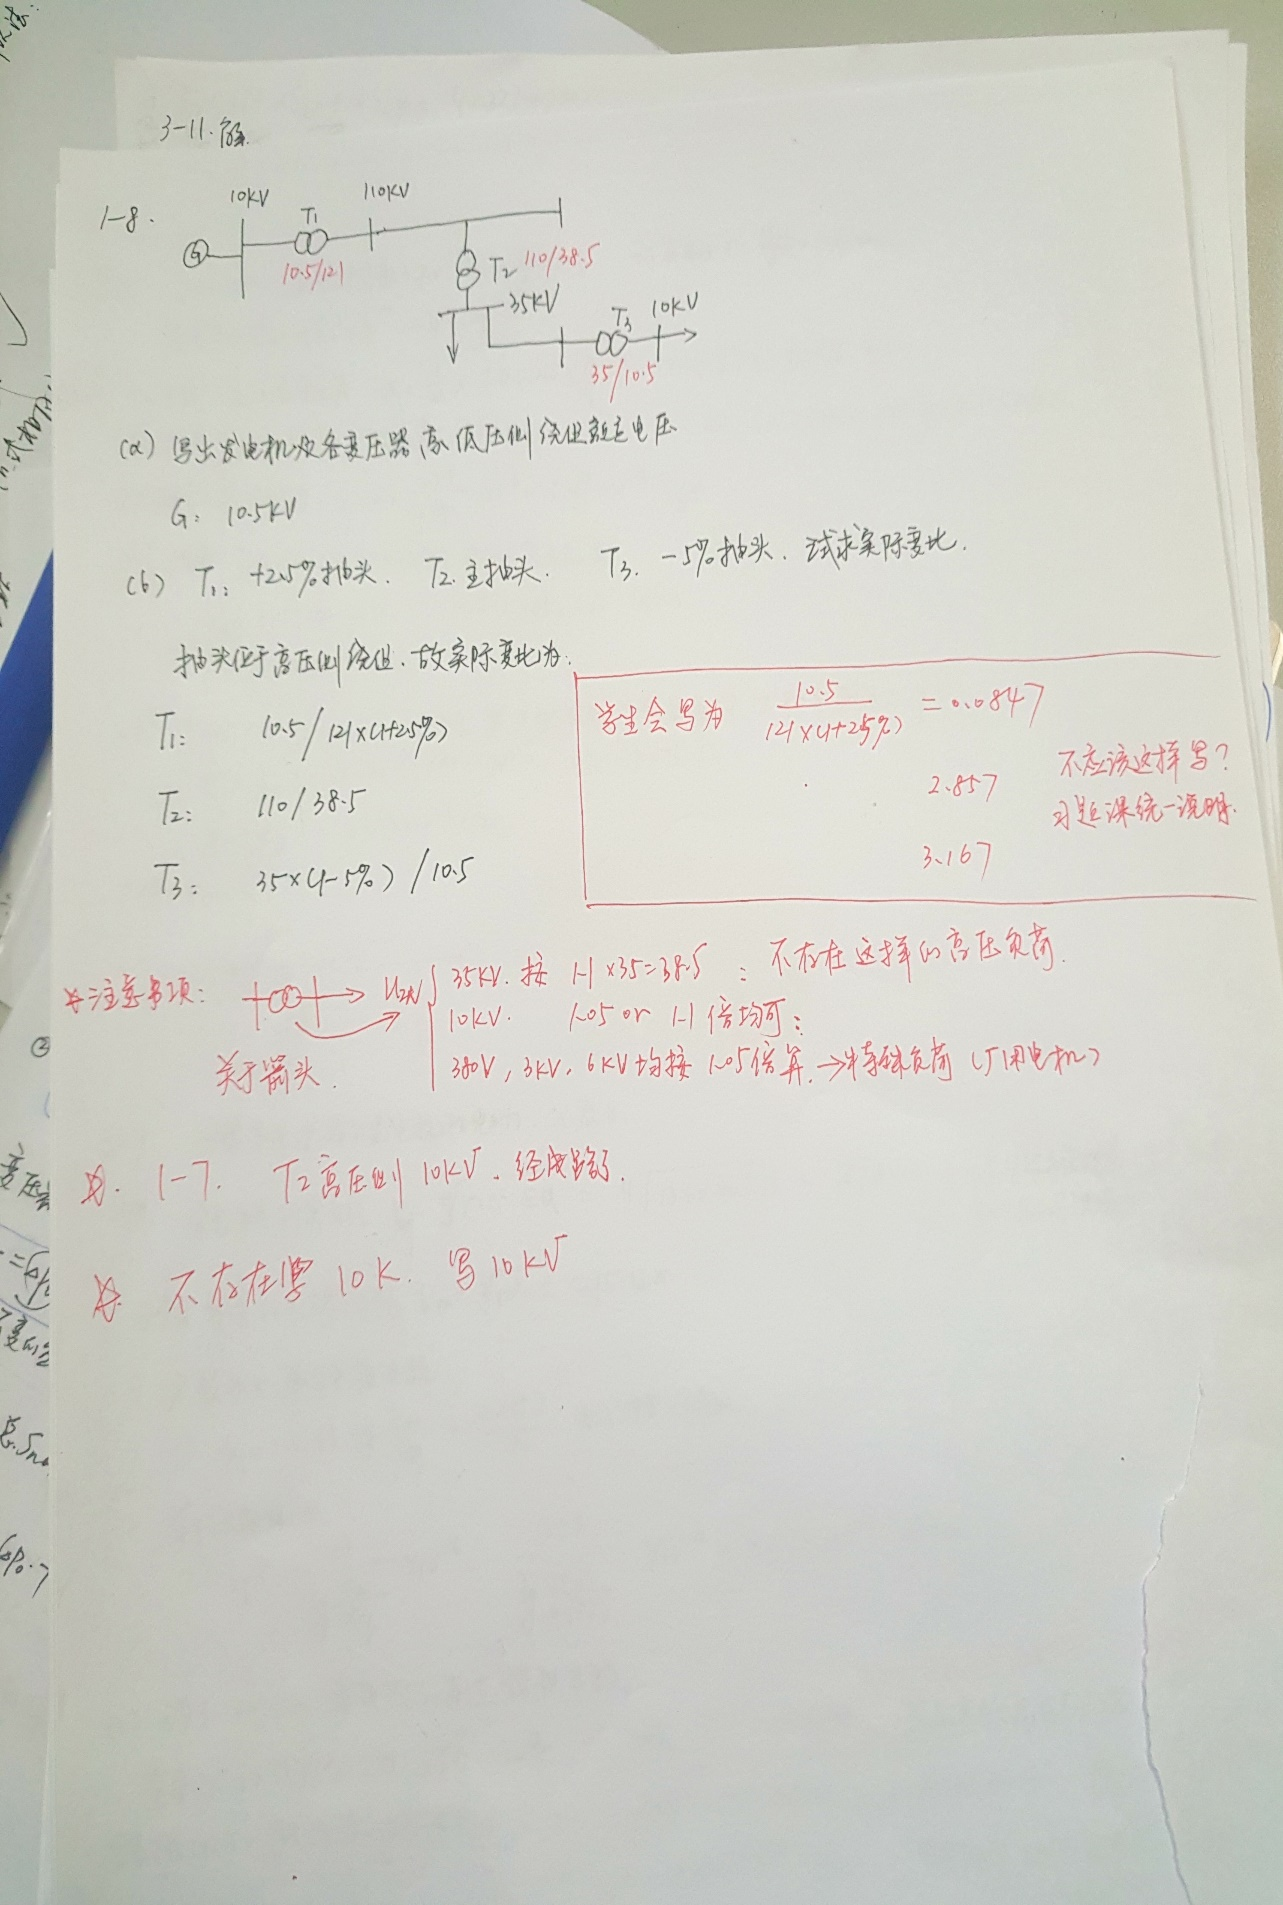 3-11. 解
1-8.
10KV
110KV
T1
10.5/121
G
T2 110/38.5
35KV
T3
10KV
35/10.5
(a) 写出发电机及各变压器高、低压侧绕组额定电压
G: 10.5KV
(b) T1: +2.5%抽头. T2. 主抽头. T3. -5%抽头. 试求实际变比.
抽头位于高压侧绕组. 故实际变比为:
T1: 10.5/121×(1+2.5%)
T2: 110/38.5
T3: 35×(1-5%)/10.5
学生会写为 10.5/121×(1+2.5%) = 0.0847
2.857
3.167
不应该这样写?
习题课统一说明.
注意事项:
关于箭头.
U2N
35KV. 按 1.1×35=38.5 ; 不存在这样的高压负荷.
10KV. 1.05 or 1.1 倍均可;
380V, 3KV, 6KV 均按 1.05倍算. →特殊负荷 (厂用电机)
1-7. T2高压侧 10KV. 经线路了.
不存在写 10K. 写 10KV